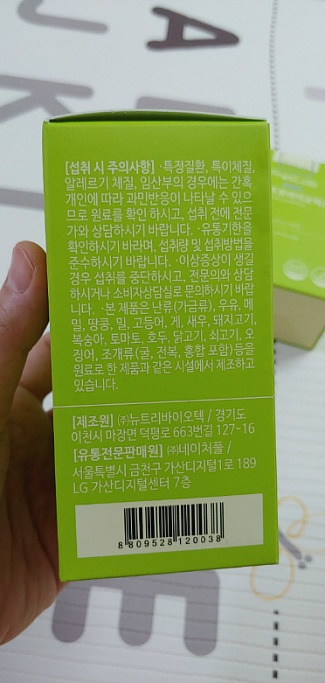 [섭취 시 주의사항] ·특정질환, 특이체질,
알레르기 체질, 임산부의 경우에는 간혹
개인에 따라 과민반응이 나타날 수 있으
므로 원료를 확인 하시고, 섭취 전에 전문
가와 상담하시기 바랍니다. ·유통기한을
확인하시기 바라며, 섭취량 및 섭취방법을
준수하시기 바랍니다. ·이상증상이 생길
경우 섭취를 중단하시고, 전문의와 상담
하시거나 소비자상담실로 문의하시기 바랍
니다. ·본 제품은 난류(가금류), 우유, 메
밀, 땅콩, 밀, 고등어, 게, 새우, 돼지고기,
복숭아, 토마토, 호두, 닭고기, 쇠고기, 오
징어, 조개류(굴, 전복, 홍합 포함)등을
원료로 한 제품과 같은 시설에서 제조하고
있습니다.
[제조원] ㈜뉴트리바이오텍 / 경기도
이천시 마장면 덕평로 663번길 127-16
[유통전문판매원] ㈜네이처풀 /
서울특별시 금천구 가산디지털1로 189
LG 가산디지털센터 7층
8 809528 120038